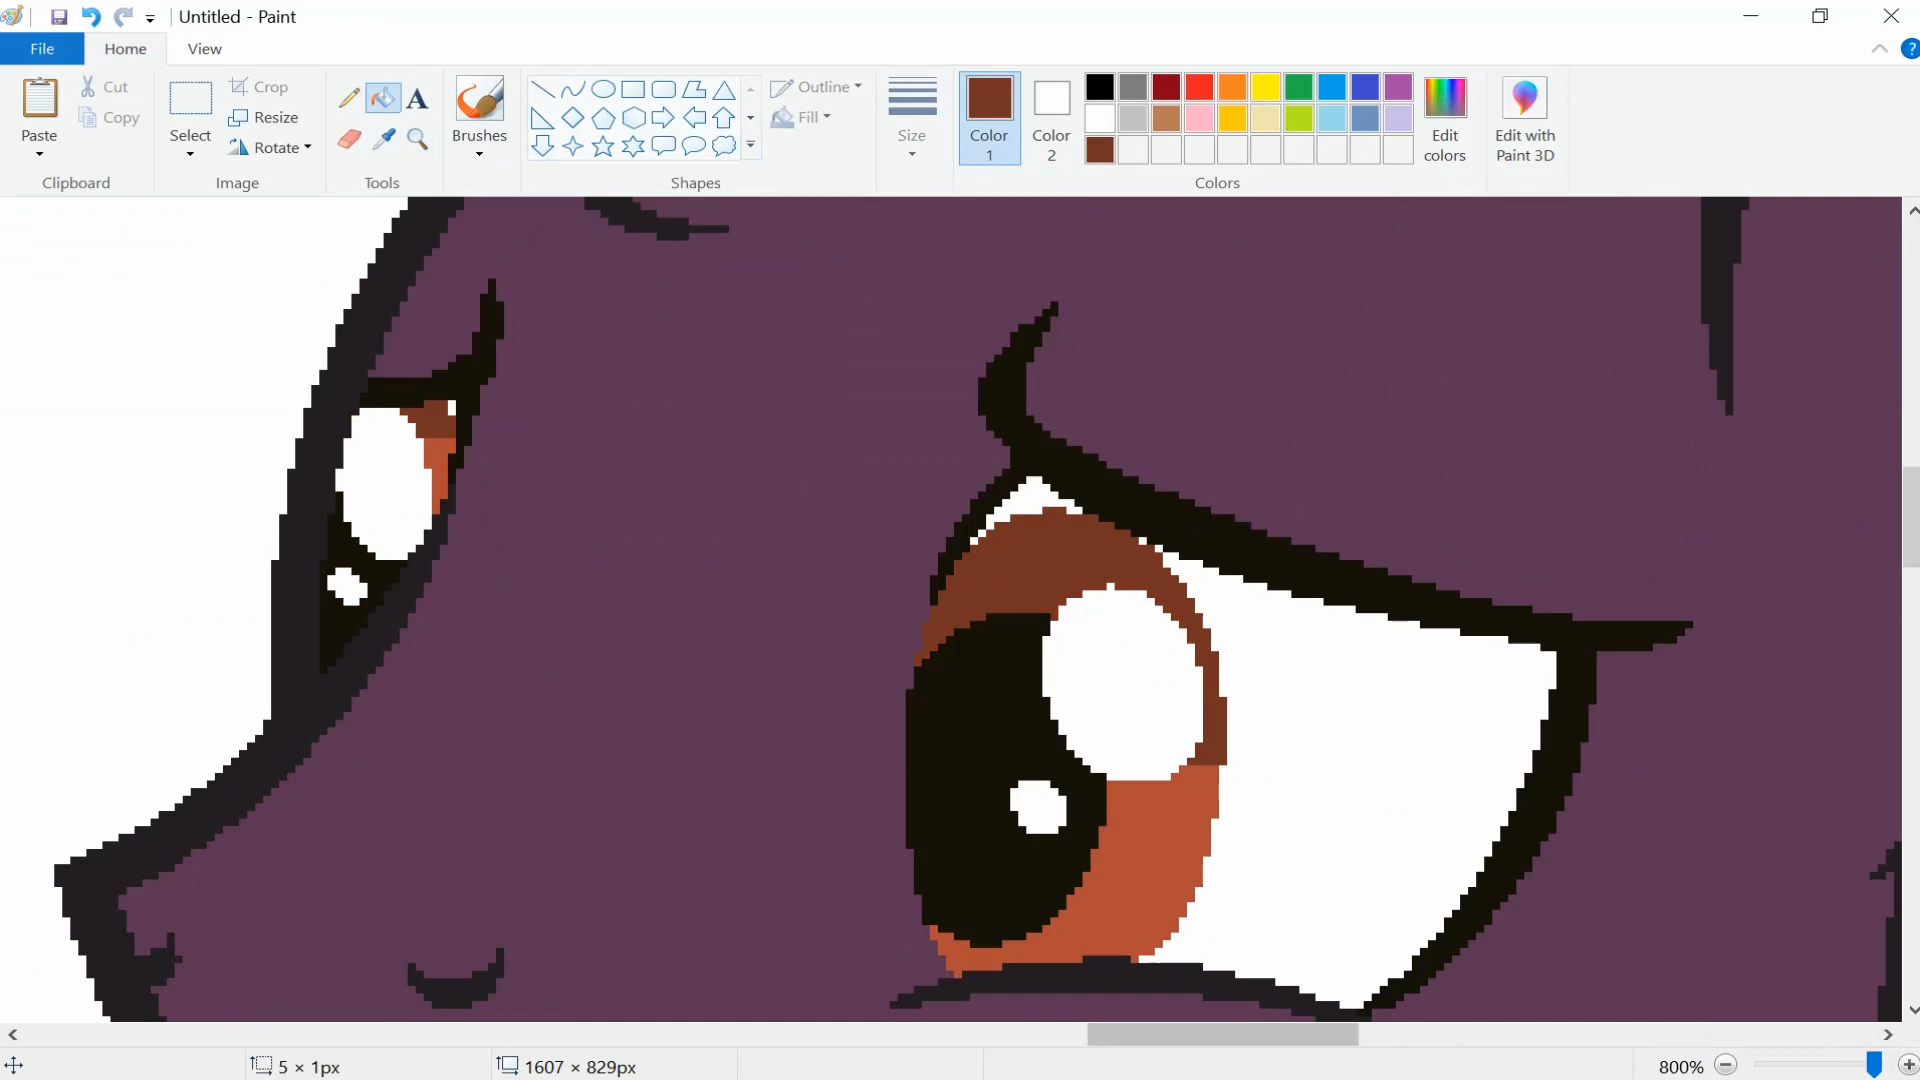 Untitled - Paint
File
Home
View
Paste
Cut
Copy
Clipboard
Select
Crop
Resize
Rotate
Image
A
Tools
Brushes
Outline
Fill
Shapes
Size
Color
1
Color
2
Colors
Edit
colors
Edit with
Paint 3D
?
5 × 1px
1607 × 829px
800%